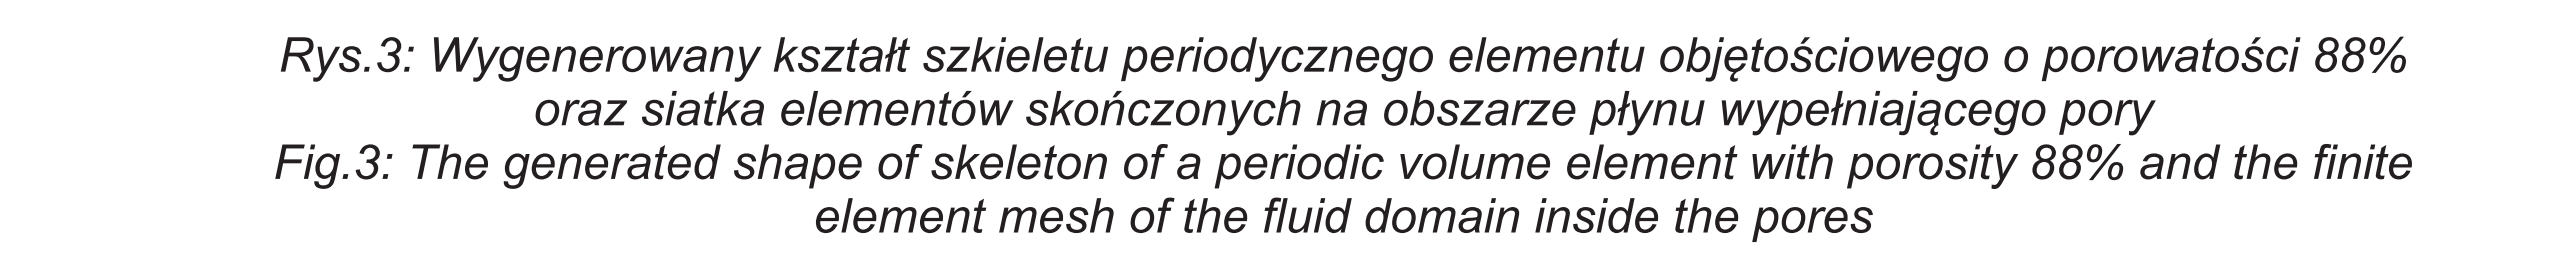 Rys.3: Wygenerowany kształt szkieletu periodycznego elementu objętościowego o porowatości 88%
oraz siatka elementów skończonych na obszarze płynu wypełniającego pory
Fig.3: The generated shape of skeleton of a periodic volume element with porosity 88% and the finite
element mesh of the fluid domain inside the pores